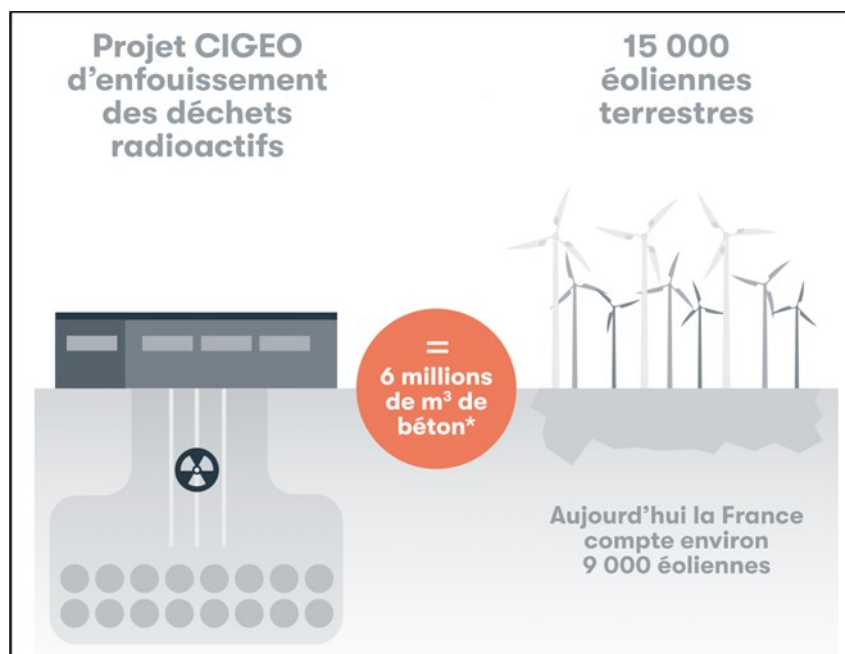 Projet CIGEO
d'enfouissement
des déchets
radioactifs
15 000
éoliennes
terrestres
=
6 millions
de m³ de
béton*
Aujourd'hui la France
compte environ
9 000 éoliennes